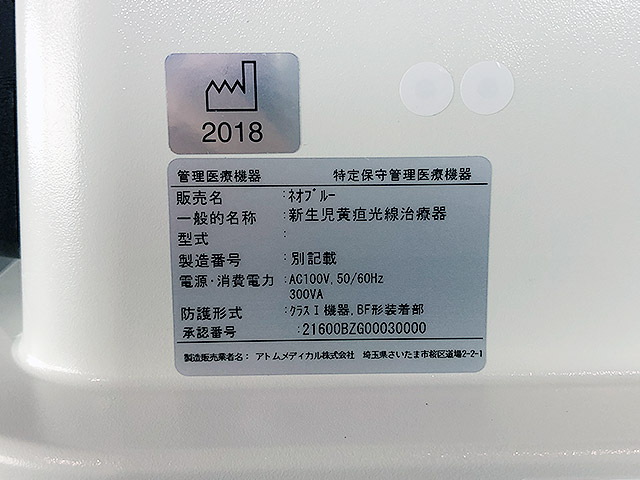 2018
管理医療機器 特定保守管理医療機器
販売名 :ネオブルー
一般的名称 :新生児黄疸光線治療器
型式 :
製造番号 :別記載
電源・消費電力 :AC100V, 50/60Hz
300VA
防護形式 :クラスⅠ機器, BF形装着部
承認番号 :21600BZG00030000
製造販売業者名: アトムメディカル株式会社 埼玉県さいたま市桜区道場2-2-1